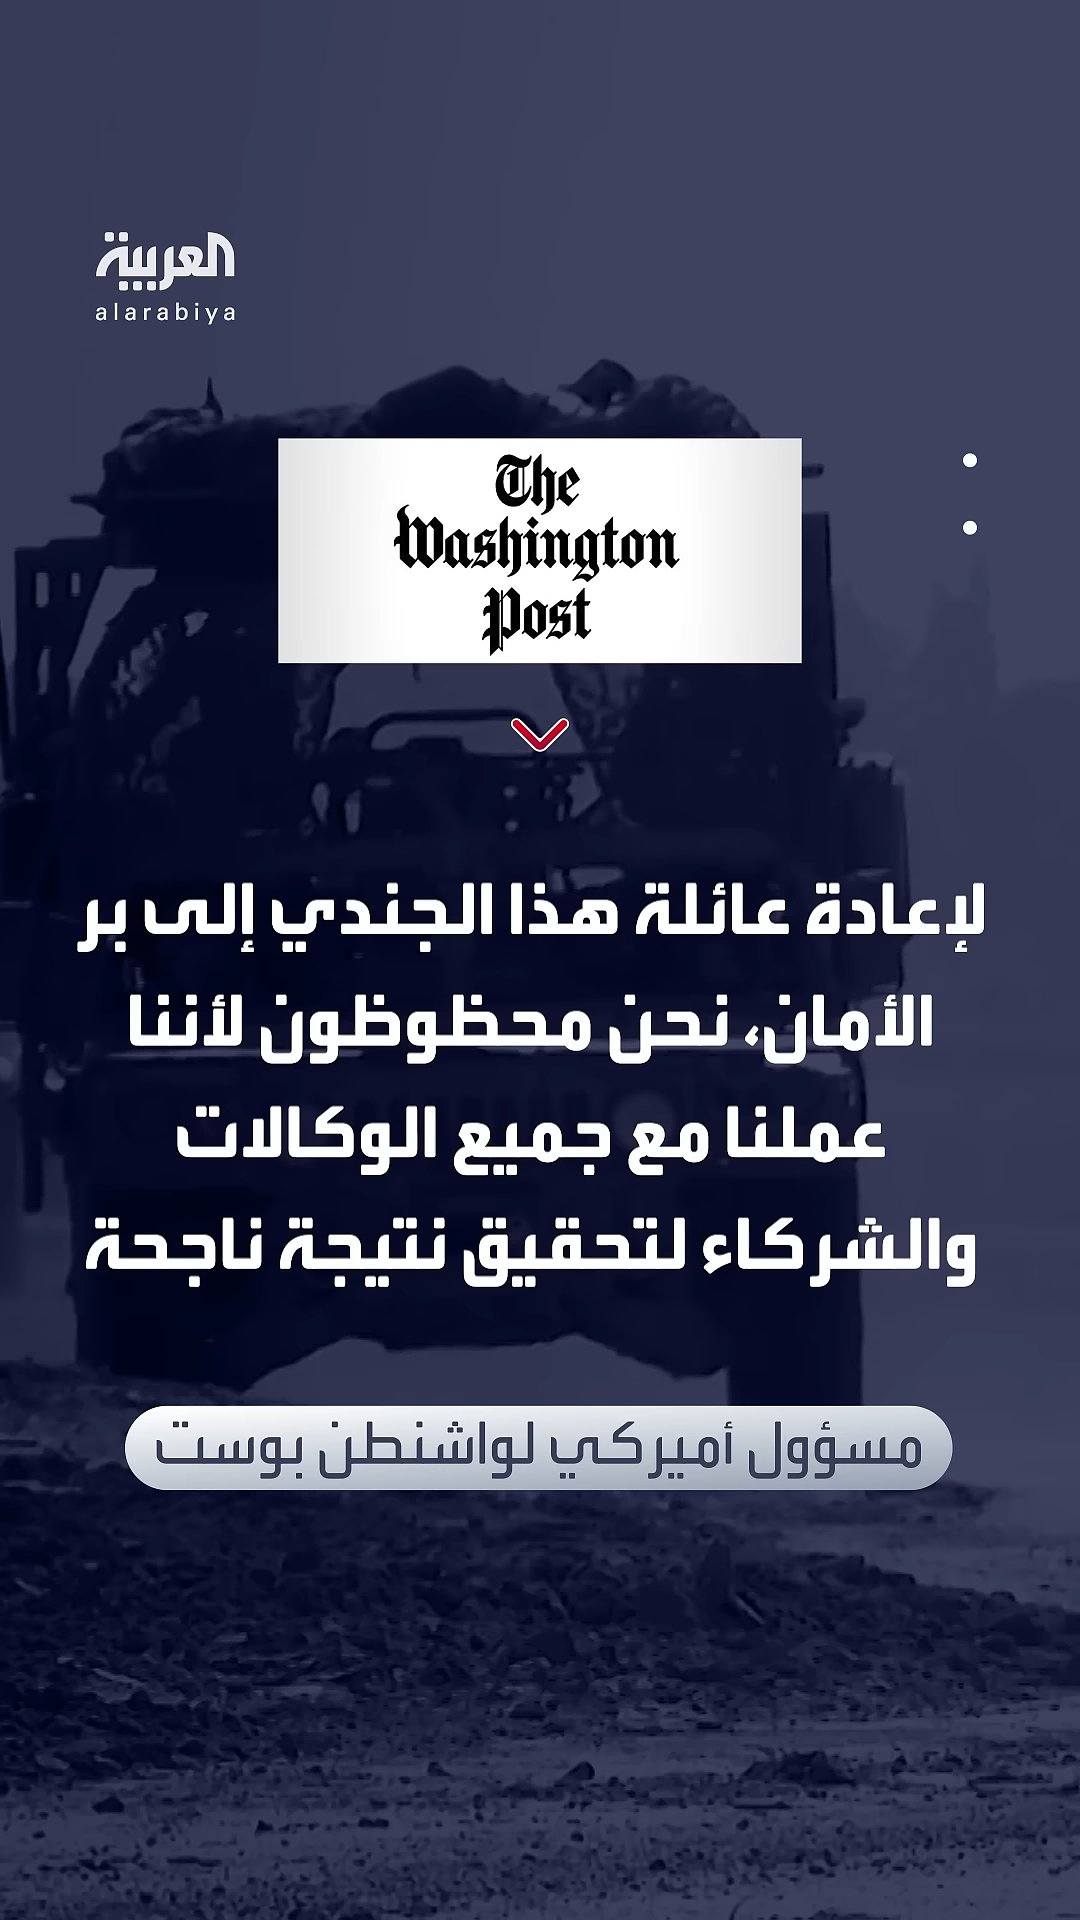 العربية
alarabiya
The
Washington
Post
لإعادة عائلة هذا الجندي إلى بر
الأمان، نحن محظوظون لأننا
عملنا مع جميع الوكالات
والشركاء لتحقيق نتيجة ناجحة
مسؤول أميركي لواشنطن بوست